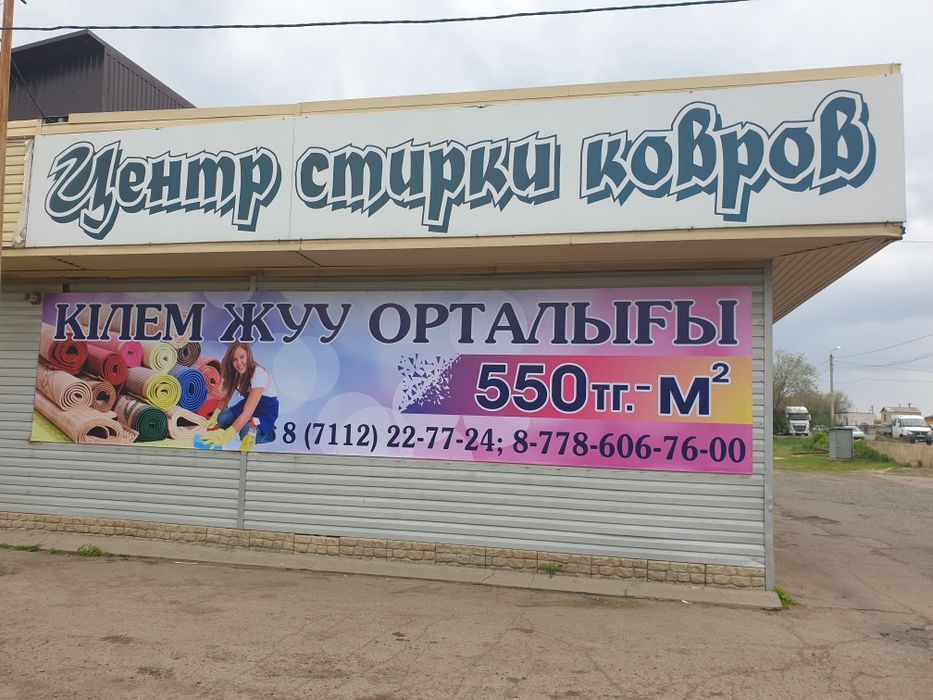 Центр стирки ковров
КІЛЕМ ЖУУ ОРТАЛЫҒЫ
550тг.-м²
8 (7112) 22-77-24; 8-778-606-76-00